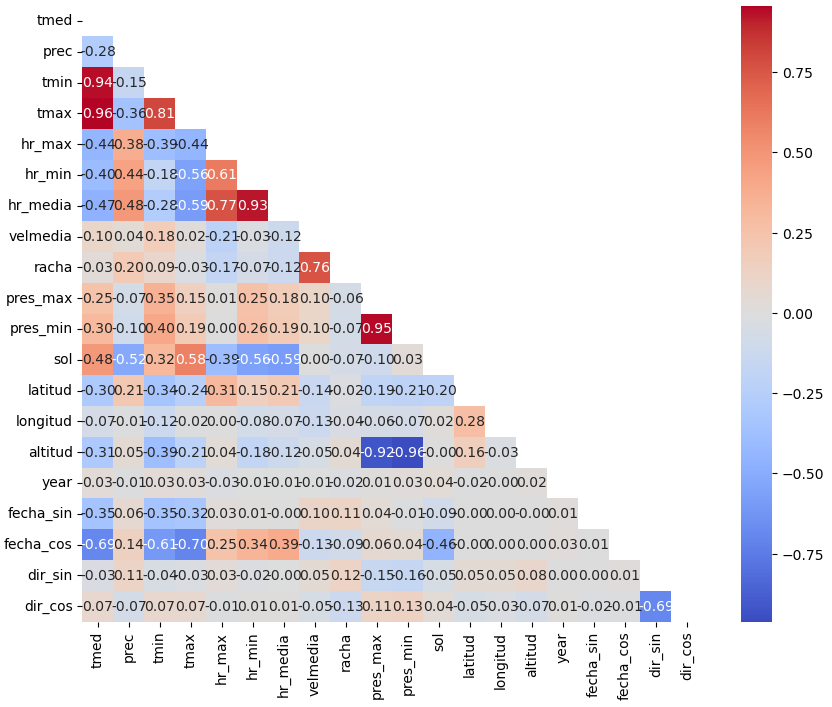 tmed
prec -0.28
tmin 0.94 -0.15
tmax 0.96 -0.36 0.81
hr_max -0.44 0.38 -0.39 -0.44
hr_min -0.40 0.44 -0.18 -0.56 0.61
hr_media -0.47 0.48 -0.28 -0.59 0.77 0.93
velmedia 0.10 0.04 0.18 0.02 -0.21 -0.03 -0.12
racha 0.03 0.20 0.09 -0.03 -0.17 -0.07 -0.12 0.76
pres_max 0.25 -0.07 0.35 0.15 0.01 0.25 0.18 0.10 -0.06
pres_min 0.30 -0.10 0.40 0.19 0.00 0.26 0.19 0.10 -0.07 0.95
sol 0.48 -0.52 0.32 0.58 -0.39 -0.56 -0.59 0.00 -0.07 -0.10 0.03
latitud -0.30 0.21 -0.34 -0.24 0.31 0.15 0.21 -0.14 -0.02 -0.19 -0.21 -0.20
longitud -0.07 -0.01 -0.12 -0.02 0.00 -0.08 -0.07 -0.13 -0.04 -0.06 -0.07 0.02 0.28
altitud -0.31 0.05 -0.39 -0.21 0.04 -0.18 -0.12 -0.05 0.04 -0.92 -0.96 -0.00 0.16 -0.03
year 0.03 -0.01 0.03 0.03 -0.03 -0.01 -0.01 -0.01 -0.02 0.01 0.03 0.04 -0.02 -0.00 0.02
fecha_sin -0.35 0.06 -0.35 -0.32 0.03 0.01 -0.00 0.10 0.11 -0.04 -0.01 -0.09 -0.00 0.00 -0.00 0.01
fecha_cos -0.69 0.14 -0.61 -0.70 0.25 0.34 0.39 -0.13 -0.09 0.06 0.04 -0.46 -0.00 0.00 0.00 0.03 0.01
dir_sin -0.03 0.11 -0.04 -0.03 0.03 -0.02 -0.00 0.05 0.12 -0.15 -0.16 -0.05 0.05 0.05 0.08 0.00 0.00 0.01
dir_cos 0.07 -0.07 0.07 0.07 -0.01 0.01 0.01 -0.05 -0.13 0.11 0.13 0.04 -0.05 -0.03 -0.07 0.01 -0.02 -0.01 -0.69
tmed prec tmin tmax hr_max hr_min hr_media velmedia racha pres_max pres_min sol latitud longitud altitud year fecha_sin fecha_cos dir_sin dir_cos
0.75
0.50
0.25
0.00
−0.25
−0.50
−0.75